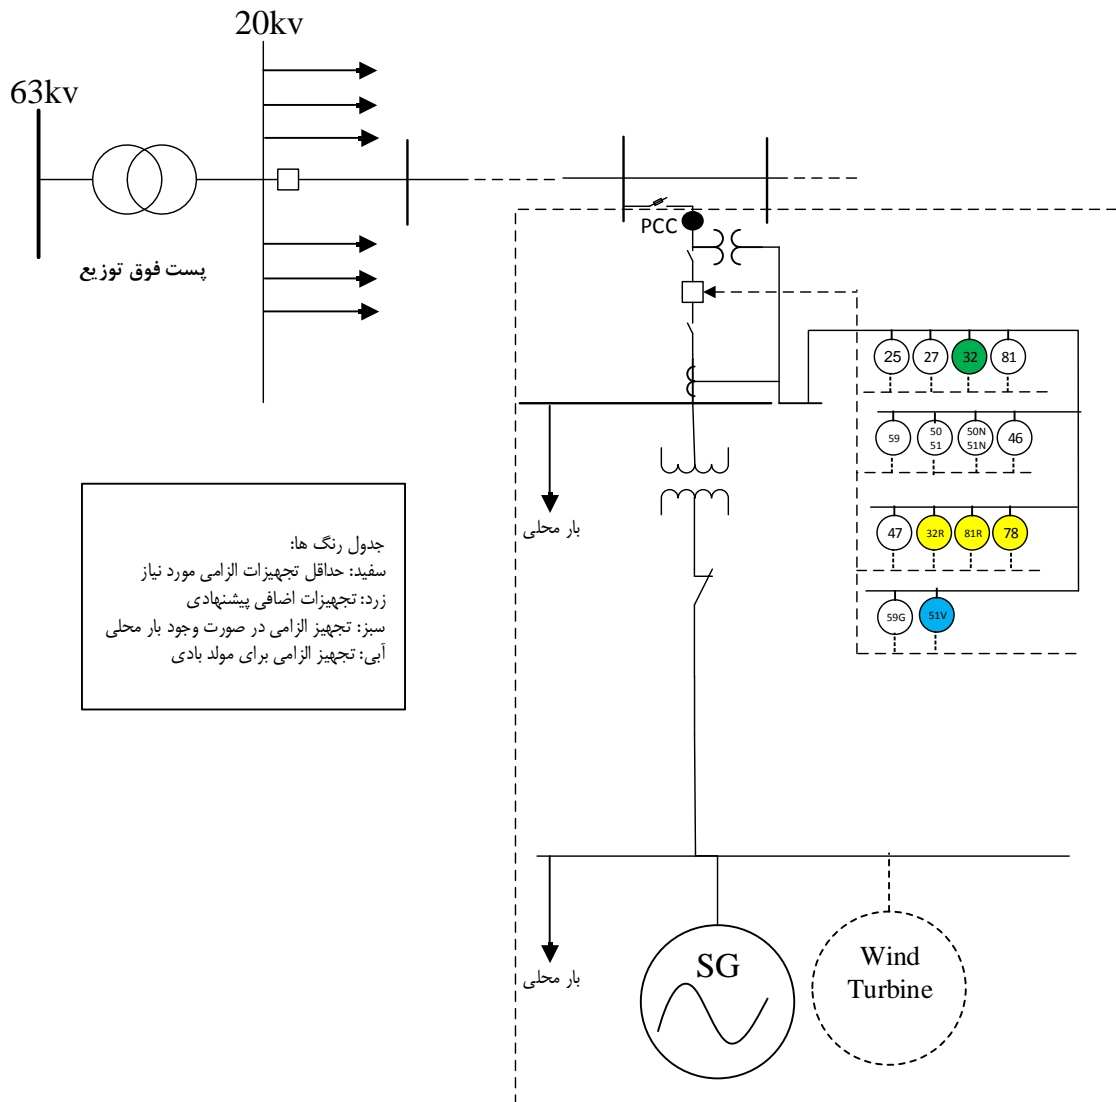 20kv
63kv
پست فوق توزیع
PCC
25 27 32 81
59 50 51 50N 51N 46
47 32R 81R 78
59G 51V
بار محلی
جدول رنگ ها:
سفید: حداقل تجهیزات الزامی مورد نیاز
زرد: تجهیزات اضافی پیشنهادی
سبز: تجهیز الزامی در صورت وجود بار محلی
آبی: تجهیز الزامی برای مولد بادی
بار محلی
SG
Wind
Turbine